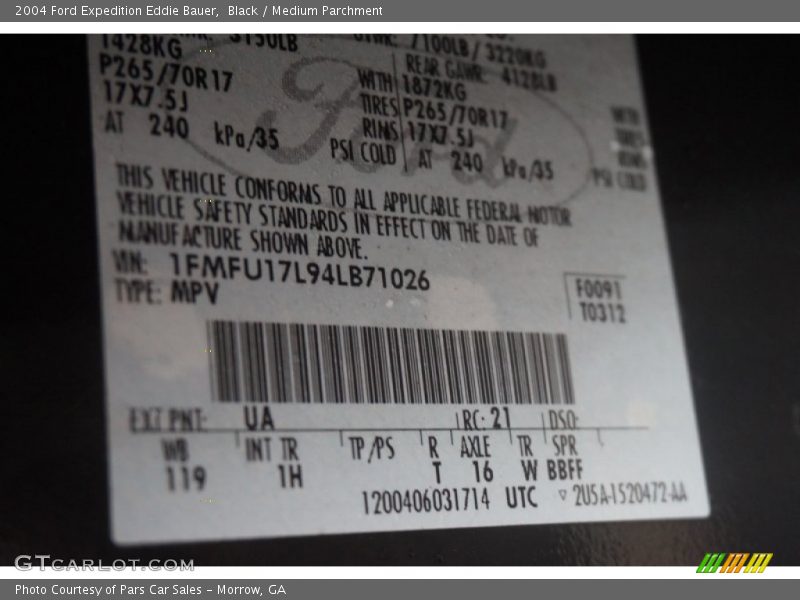 2004 Ford Expedition Eddie Bauer, Black / Medium Parchment
1428KG 3150LB 7100LB / 3220KG
REAR GAWR: 4128LB
P265/70R17 WITH 1872KG
17X7.5J TIRES P265/70R17
RIMS 17X7.5J
AT 240 kPa/35 PSI COLD AT 240 kPa/35 PSI COLD
Ford
THIS VEHICLE CONFORMS TO ALL APPLICABLE FEDERAL MOTOR
VEHICLE SAFETY STANDARDS IN EFFECT ON THE DATE OF
MANUFACTURE SHOWN ABOVE.
VIN: 1FMFU17L94LB71026
TYPE: MPV
F0091
T0312
EXT PNT: UA RC: 21 DSO:
WB INT TR TP/PS R AXLE TR SPR
119 1H T 16 W BBFF
1200406031714 UTC ▽ 2U5A-1520472-AA
GTCARLOT.COM
Photo Courtesy of Pars Car Sales - Morrow, GA